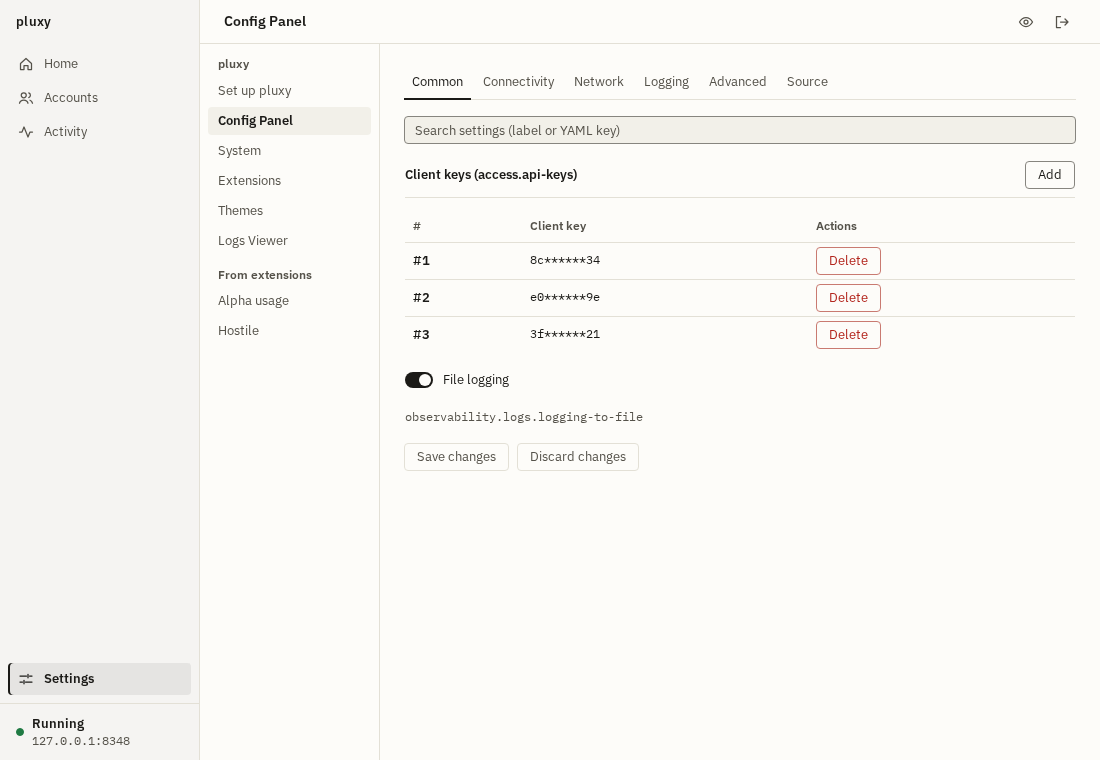 pluxy
Config Panel
Home
Accounts
Activity
pluxy
Set up pluxy
Config Panel
System
Extensions
Themes
Logs Viewer
From extensions
Alpha usage
Hostile
Common Connectivity Network Logging Advanced Source
Search settings (label or YAML key)
Client keys (access.api-keys) Add
# Client key Actions
#1 8c******34 Delete
#2 e0******9e Delete
#3 3f******21 Delete
File logging
observability.logs.logging-to-file
Save changes Discard changes
Settings
Running
127.0.0.1:8348